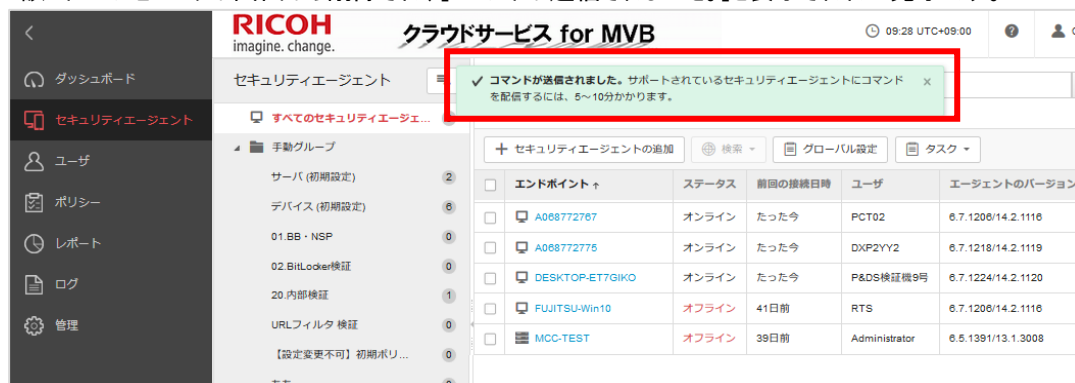 RICOH
imagine. change.
クラウドサービス for MVB
09:28 UTC+09:00
ダッシュボード
セキュリティエージェント
ユーザ
ポリシー
レポート
ログ
管理
セキュリティエージェント
すべてのセキュリティエージェ...
手動グループ
サーバ (初期設定) 2
デバイス (初期設定) 6
01.BB・NSP 0
02.BitLocker検証 0
20.内部検証 1
URLフィルタ 検証 0
【設定変更不可】初期ポリ... 0
コマンドが送信されました。サポートされているセキュリティエージェントにコマンド
を配信するには、5~10分かかります。
セキュリティエージェントの追加 検索 グローバル設定 タスク
エンドポイント ↑ ステータス 前回の接続日時 ユーザ エージェントのバージョン
A068772767 オンライン たった今 PCT02 6.7.1206/14.2.1116
A068772775 オンライン たった今 DXP2YY2 6.7.1218/14.2.1119
DESKTOP-ET7GIKO オンライン たった今 P&DS検証機9号 6.7.1224/14.2.1120
FUJITSU-Win10 オフライン 41日前 RTS 6.7.1206/14.2.1116
MCC-TEST オフライン 39日前 Administrator 6.5.1391/13.1.3008